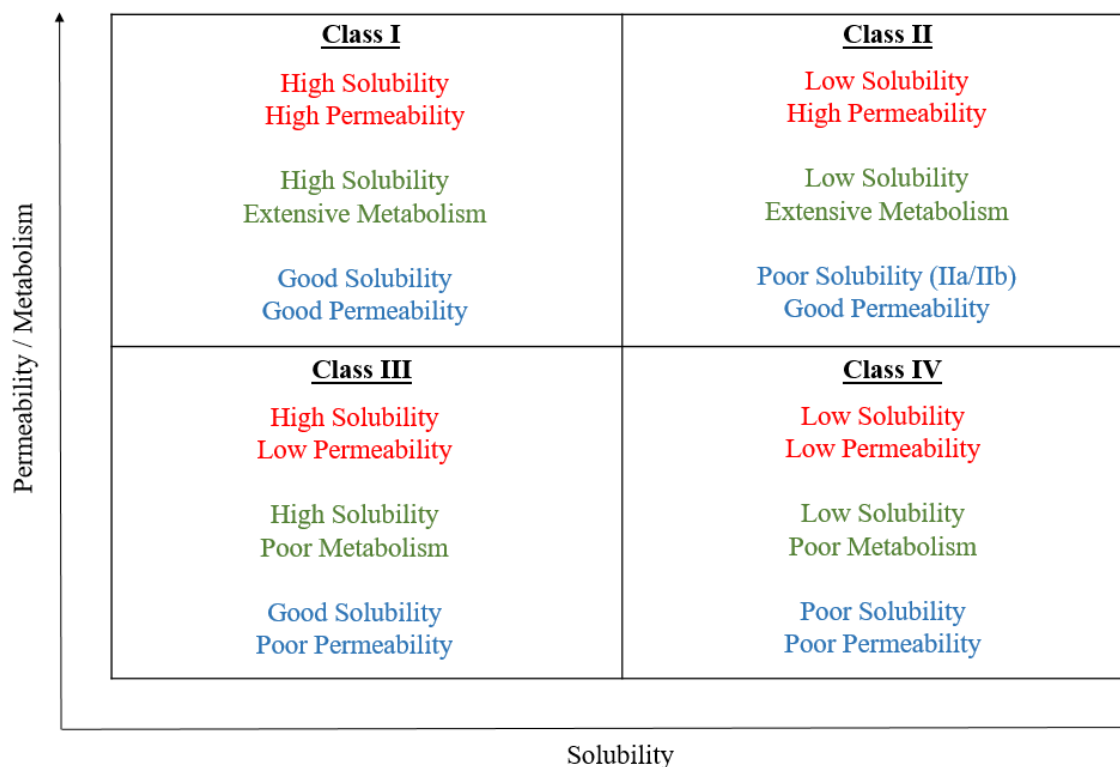 Class I
High Solubility
High Permeability
High Solubility
Extensive Metabolism
Good Solubility
Good Permeability
Class II
Low Solubility
High Permeability
Low Solubility
Extensive Metabolism
Poor Solubility (IIa/IIb)
Good Permeability
Class III
High Solubility
Low Permeability
High Solubility
Poor Metabolism
Good Solubility
Poor Permeability
Class IV
Low Solubility
Low Permeability
Low Solubility
Poor Metabolism
Poor Solubility
Poor Permeability
Permeability / Metabolism
Solubility